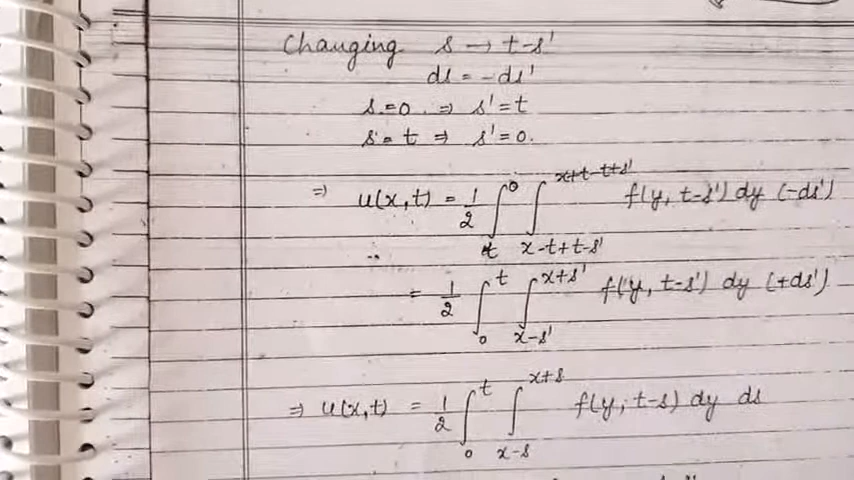 Changing s → t-s'
ds = -ds'
s=0 ⇒ s'=t
s=t ⇒ s'=0.
⇒ u(x,t) = 1/2 ∫_t^0 ∫_{x-t+t-s'}^{x+t-t+s'} f(y, t-s') dy (-ds')
= 1/2 ∫_0^t ∫_{x-s'}^{x+s'} f(y, t-s') dy (+ds')
⇒ u(x,t) = 1/2 ∫_0^t ∫_{x-s}^{x+s} f(y, t-s) dy ds